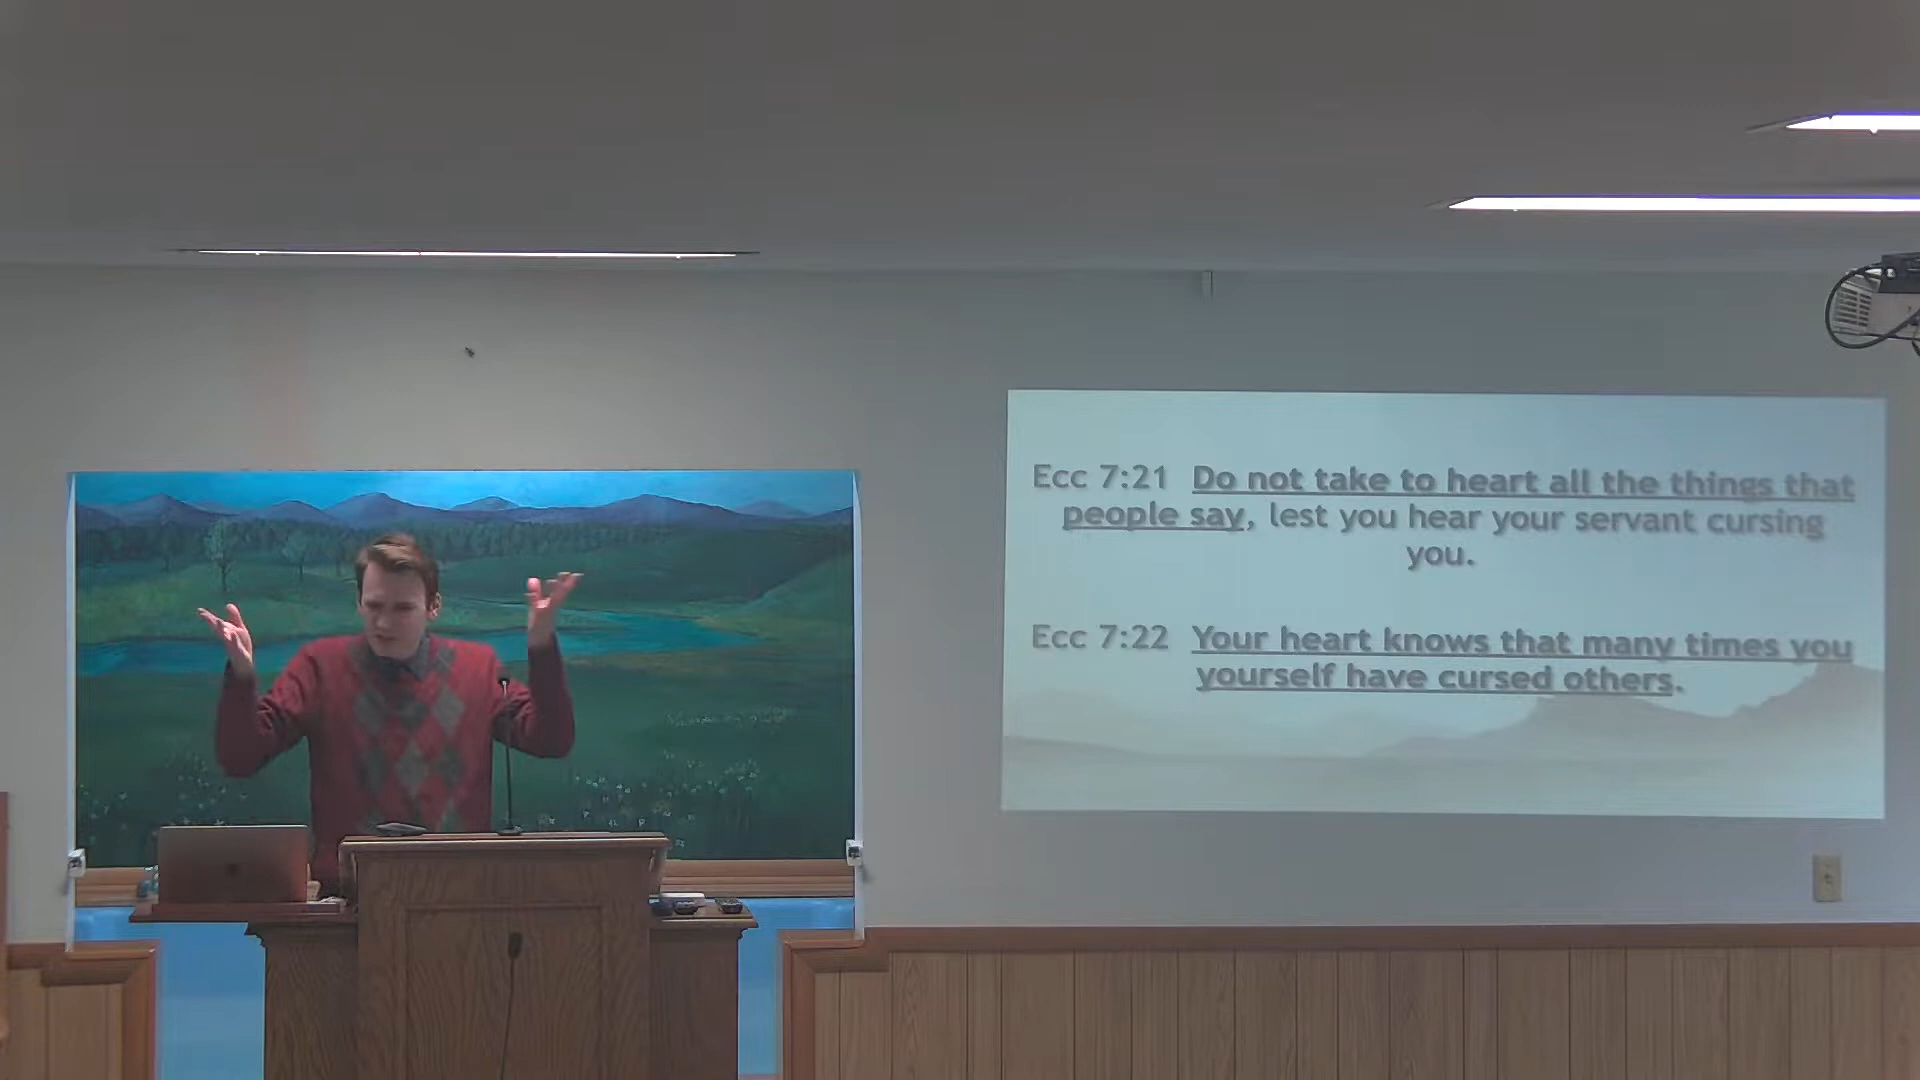 Ecc 7:21 Do not take to heart all the things that
people say, lest you hear your servant cursing
you.
Ecc 7:22 Your heart knows that many times you
yourself have cursed others.